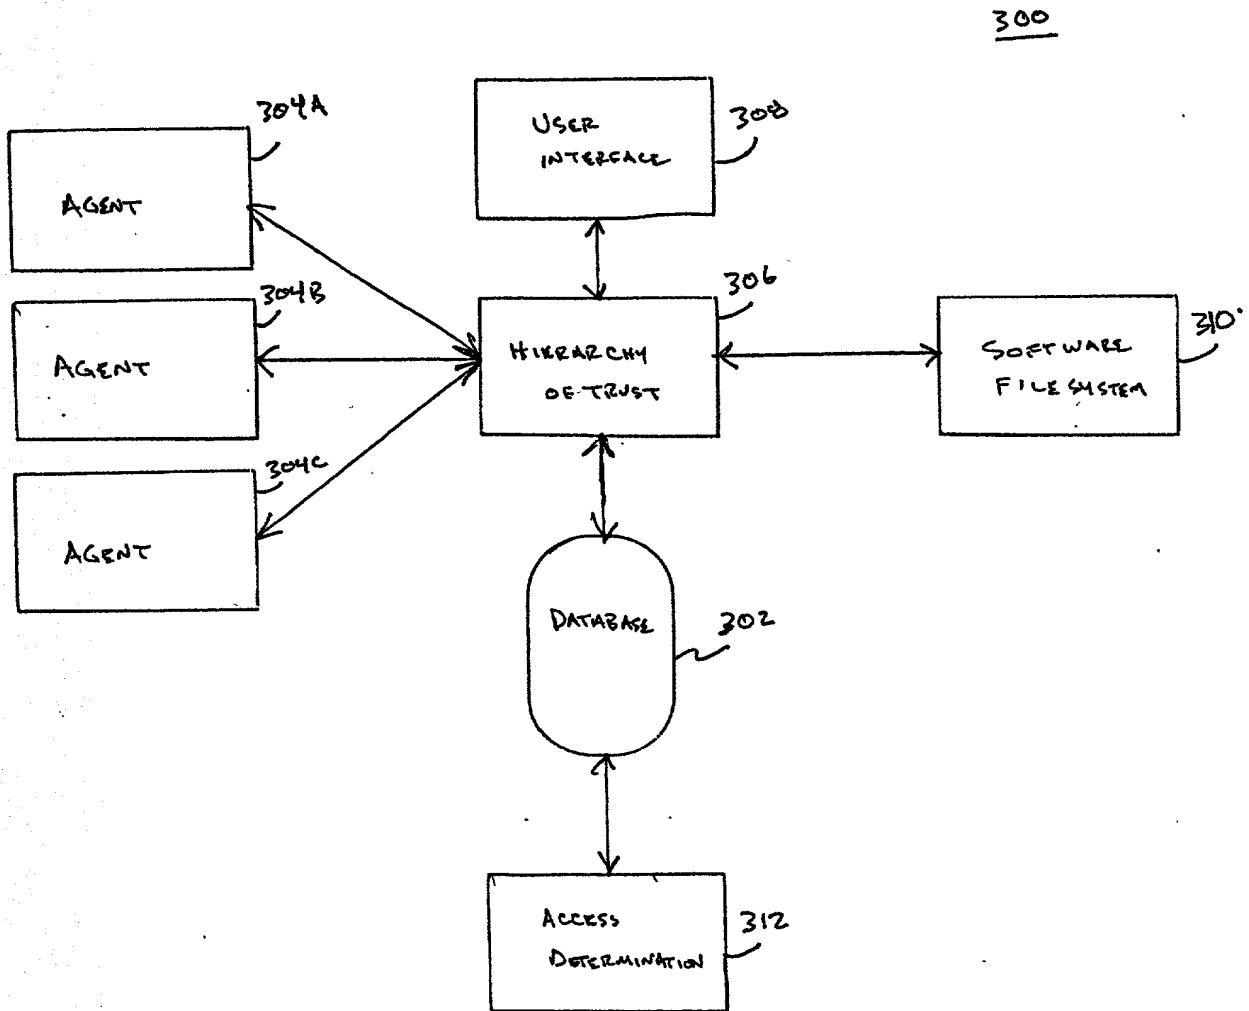 300
304A
AGENT
USER
INTERFACE
308
304B
AGENT
HIERARCHY
OF TRUST
306
SOFTWARE
FILE SYSTEM
310
304C
AGENT
DATABASE
302
ACCESS
DETERMINATION
312